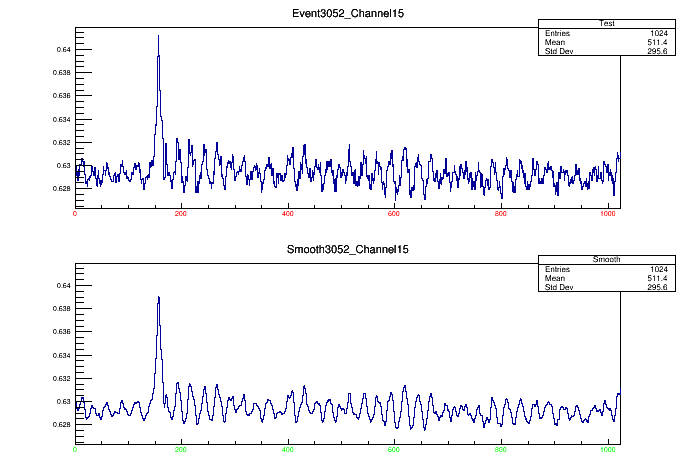 Event3052_Channel15
Test
Entries 1024
Mean 511.4
Std Dev 295.6
0.64
0.638
0.636
0.634
0.632
0.63
0.628
0 200 400 600 800 1000
Smooth3052_Channel15
Smooth
Entries 1024
Mean 511.4
Std Dev 295.6
0.64
0.638
0.636
0.634
0.632
0.63
0.628
0 200 400 600 800 1000